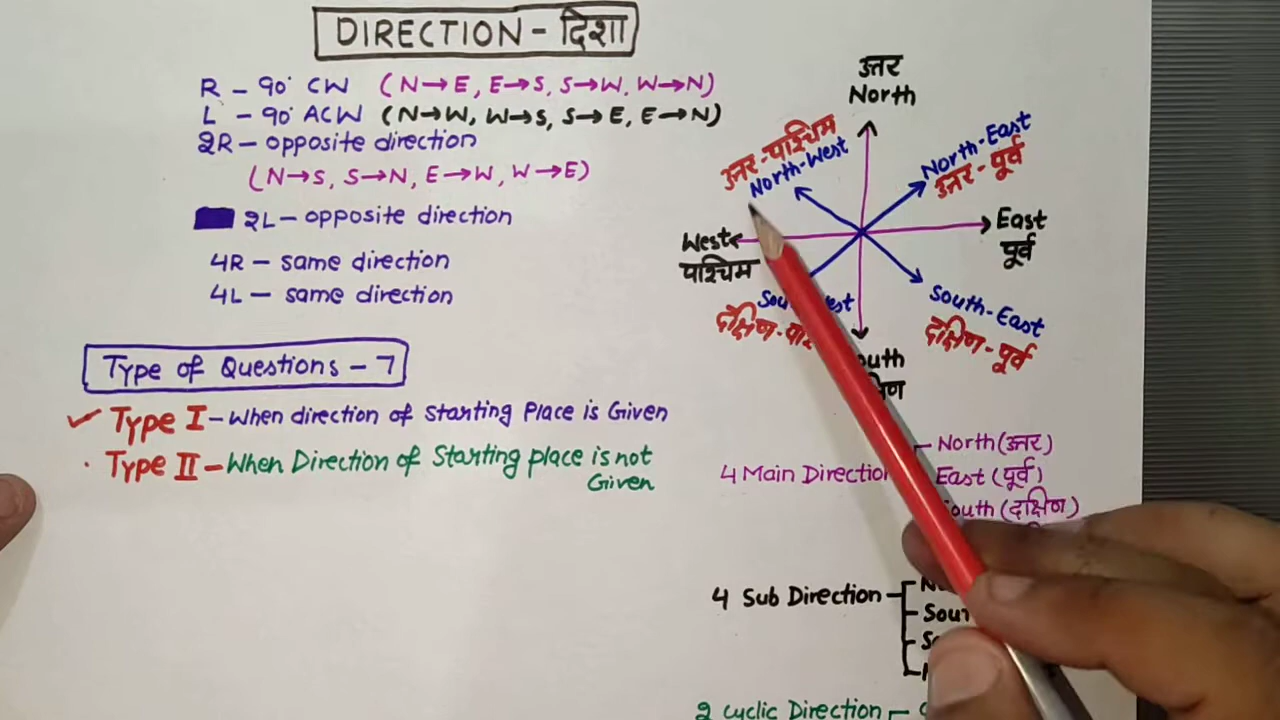 DIRECTION - दिशा
R - 90° CW (N→E, E→S, S→W, W→N)
L - 90° ACW (N→W, W→S, S→E, E→N)
2R - opposite direction
(N→S, S→N, E→W, W→E)
2L - opposite direction
4R - same direction
4L - same direction
Type of Questions - 7
✓ Type I - When direction of Starting Place is Given
· Type II - When Direction of Starting place is not
Given
उत्तर
North
उत्तर-पश्चिम
North-West
North-East
उत्तर-पूर्व
West
पश्चिम
East
पूर्व
South-East
दक्षिण-पूर्व
4 Main Direction
North (उत्तर)
East (पूर्व)
South (दक्षिण)
4 Sub Direction
2 Cyclic Direction